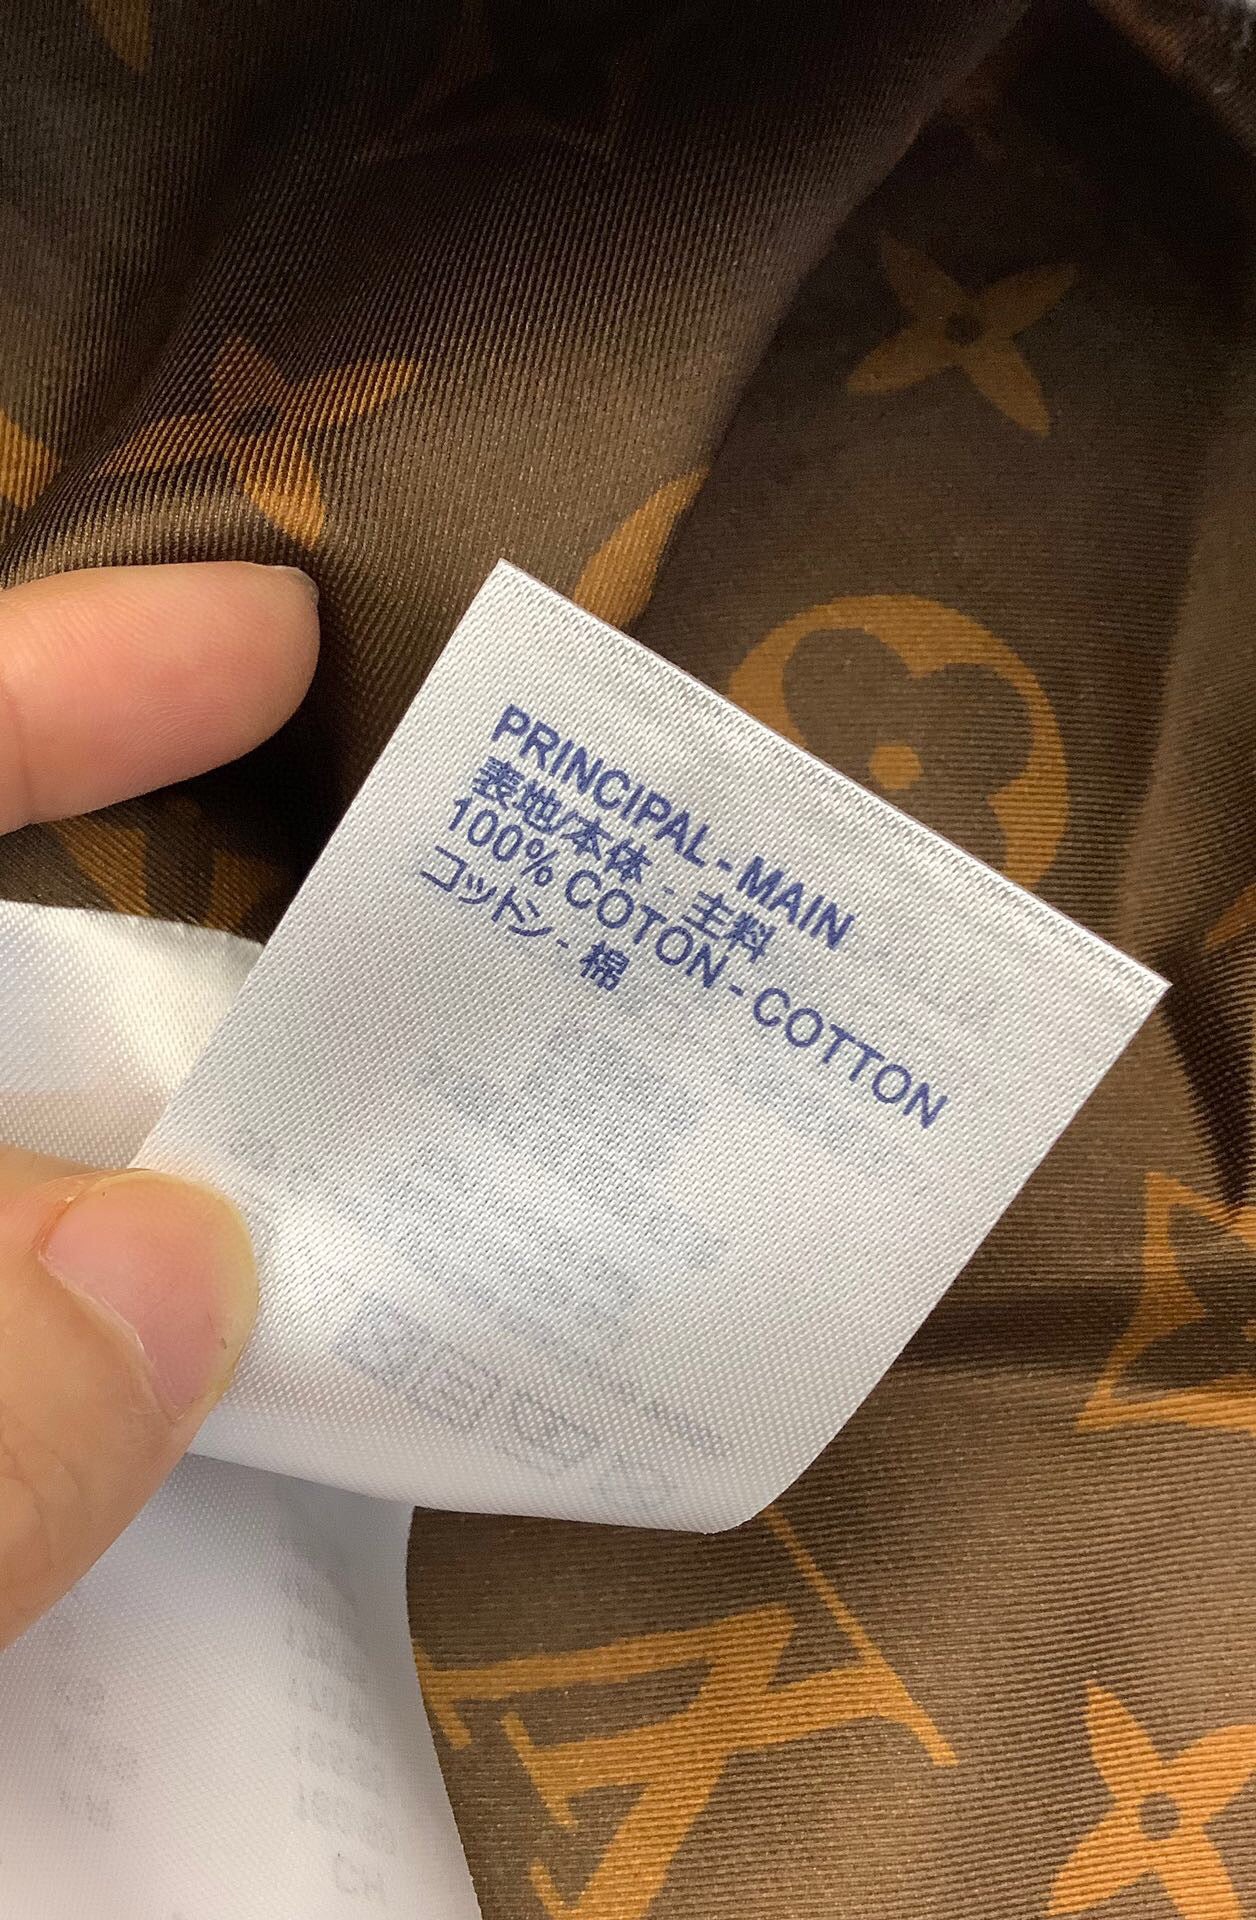 PRINCIPAL - MAIN
表地/本体 - 主料
100% COTON - COTTON
コットン - 棉